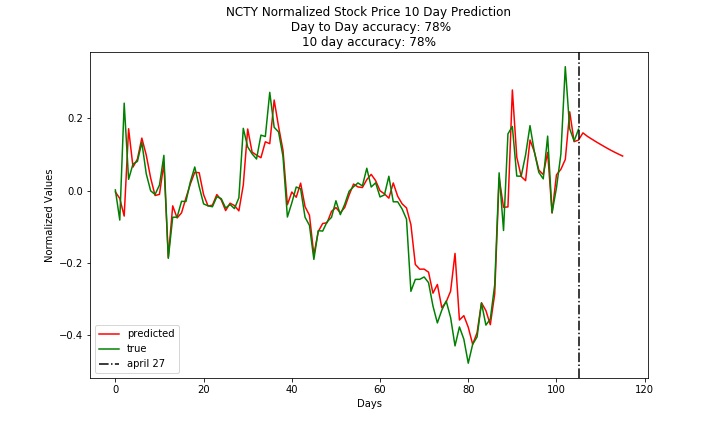 NCTY Normalized Stock Price 10 Day Prediction
Day to Day accuracy: 78%
10 day accuracy: 78%
Normalized Values
0.2
0.0
−0.2
−0.4
predicted
true
april 27
0
20
40
60
80
100
120
Days